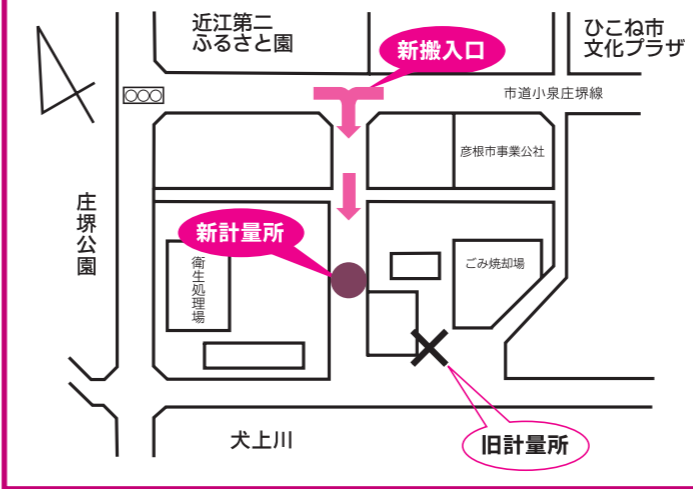 近江第二
ふるさと園
新搬入口
ひこね市
文化プラザ
市道小泉庄堺線
彦根市事業公社
庄堺公園
新計量所
衛生処理場
ごみ焼却場
犬上川
旧計量所